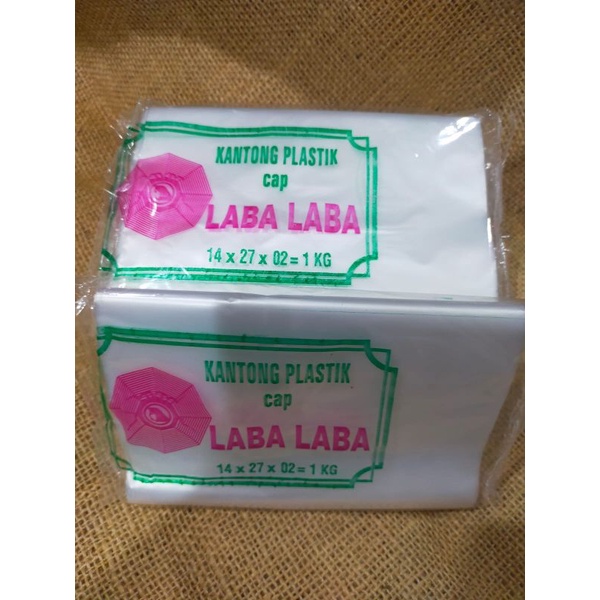 KANTONG PLASTIK
cap
LABA LABA
14 x 27 x 02 = 1 KG
KANTONG PLASTIK
cap
LABA LABA
14 x 27 x 02 = 1 KG